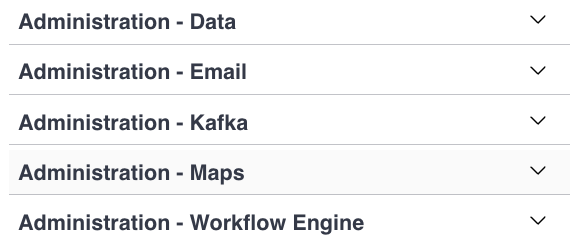 Administration - Data
Administration - Email
Administration - Kafka
Administration - Maps
Administration - Workflow Engine